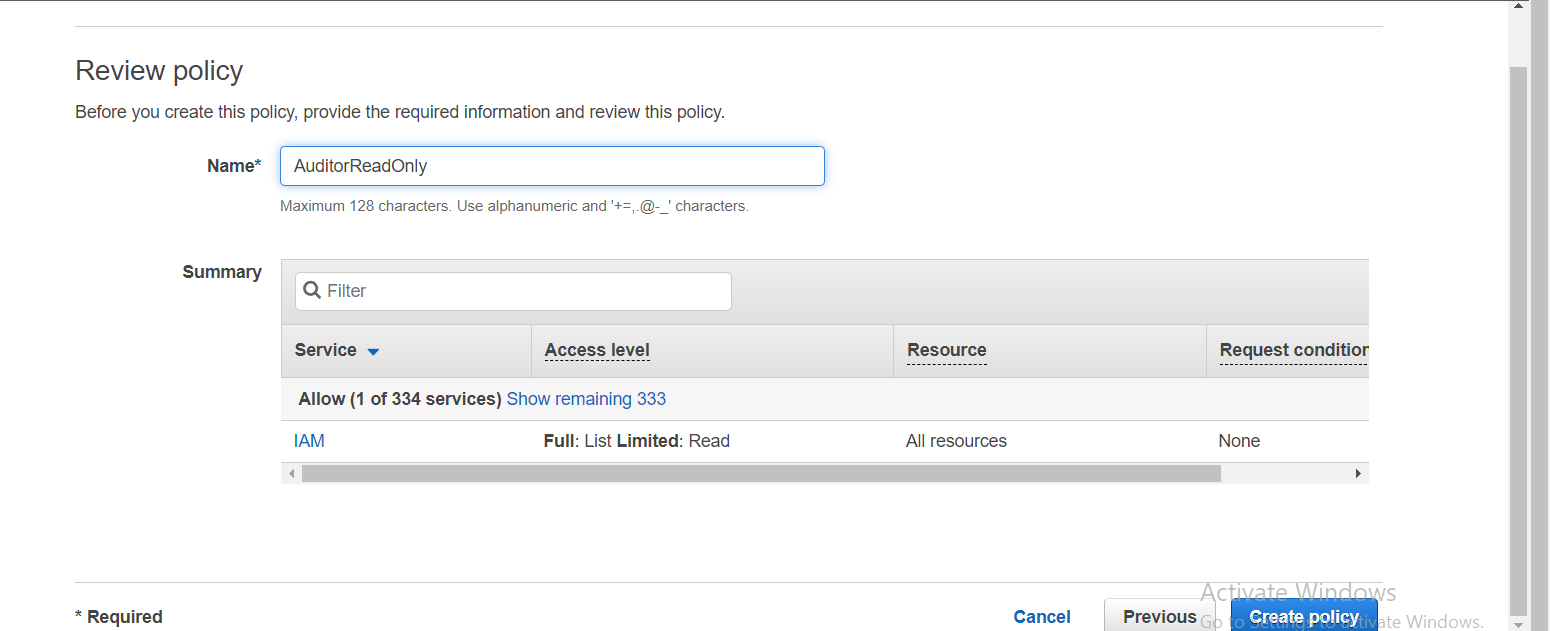 Review policy
Before you create this policy, provide the required information and review this policy.
Name* AuditorReadOnly
Maximum 128 characters. Use alphanumeric and '+=,.@-_' characters.
Summary
Filter
Service Access level Resource Request condition
Allow (1 of 334 services) Show remaining 333
IAM Full: List Limited: Read All resources None
* Required Cancel Previous Create policy
Activate Windows
Go to Settings to activate Windows.